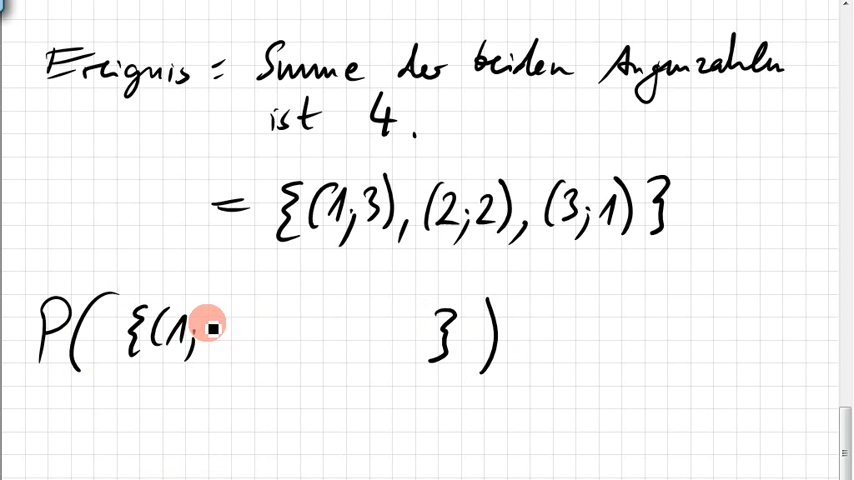 Ereignis = Summe der beiden Augenzahlen
ist 4.
= {(1;3), (2;2), (3;1)}
P( {(1; } )